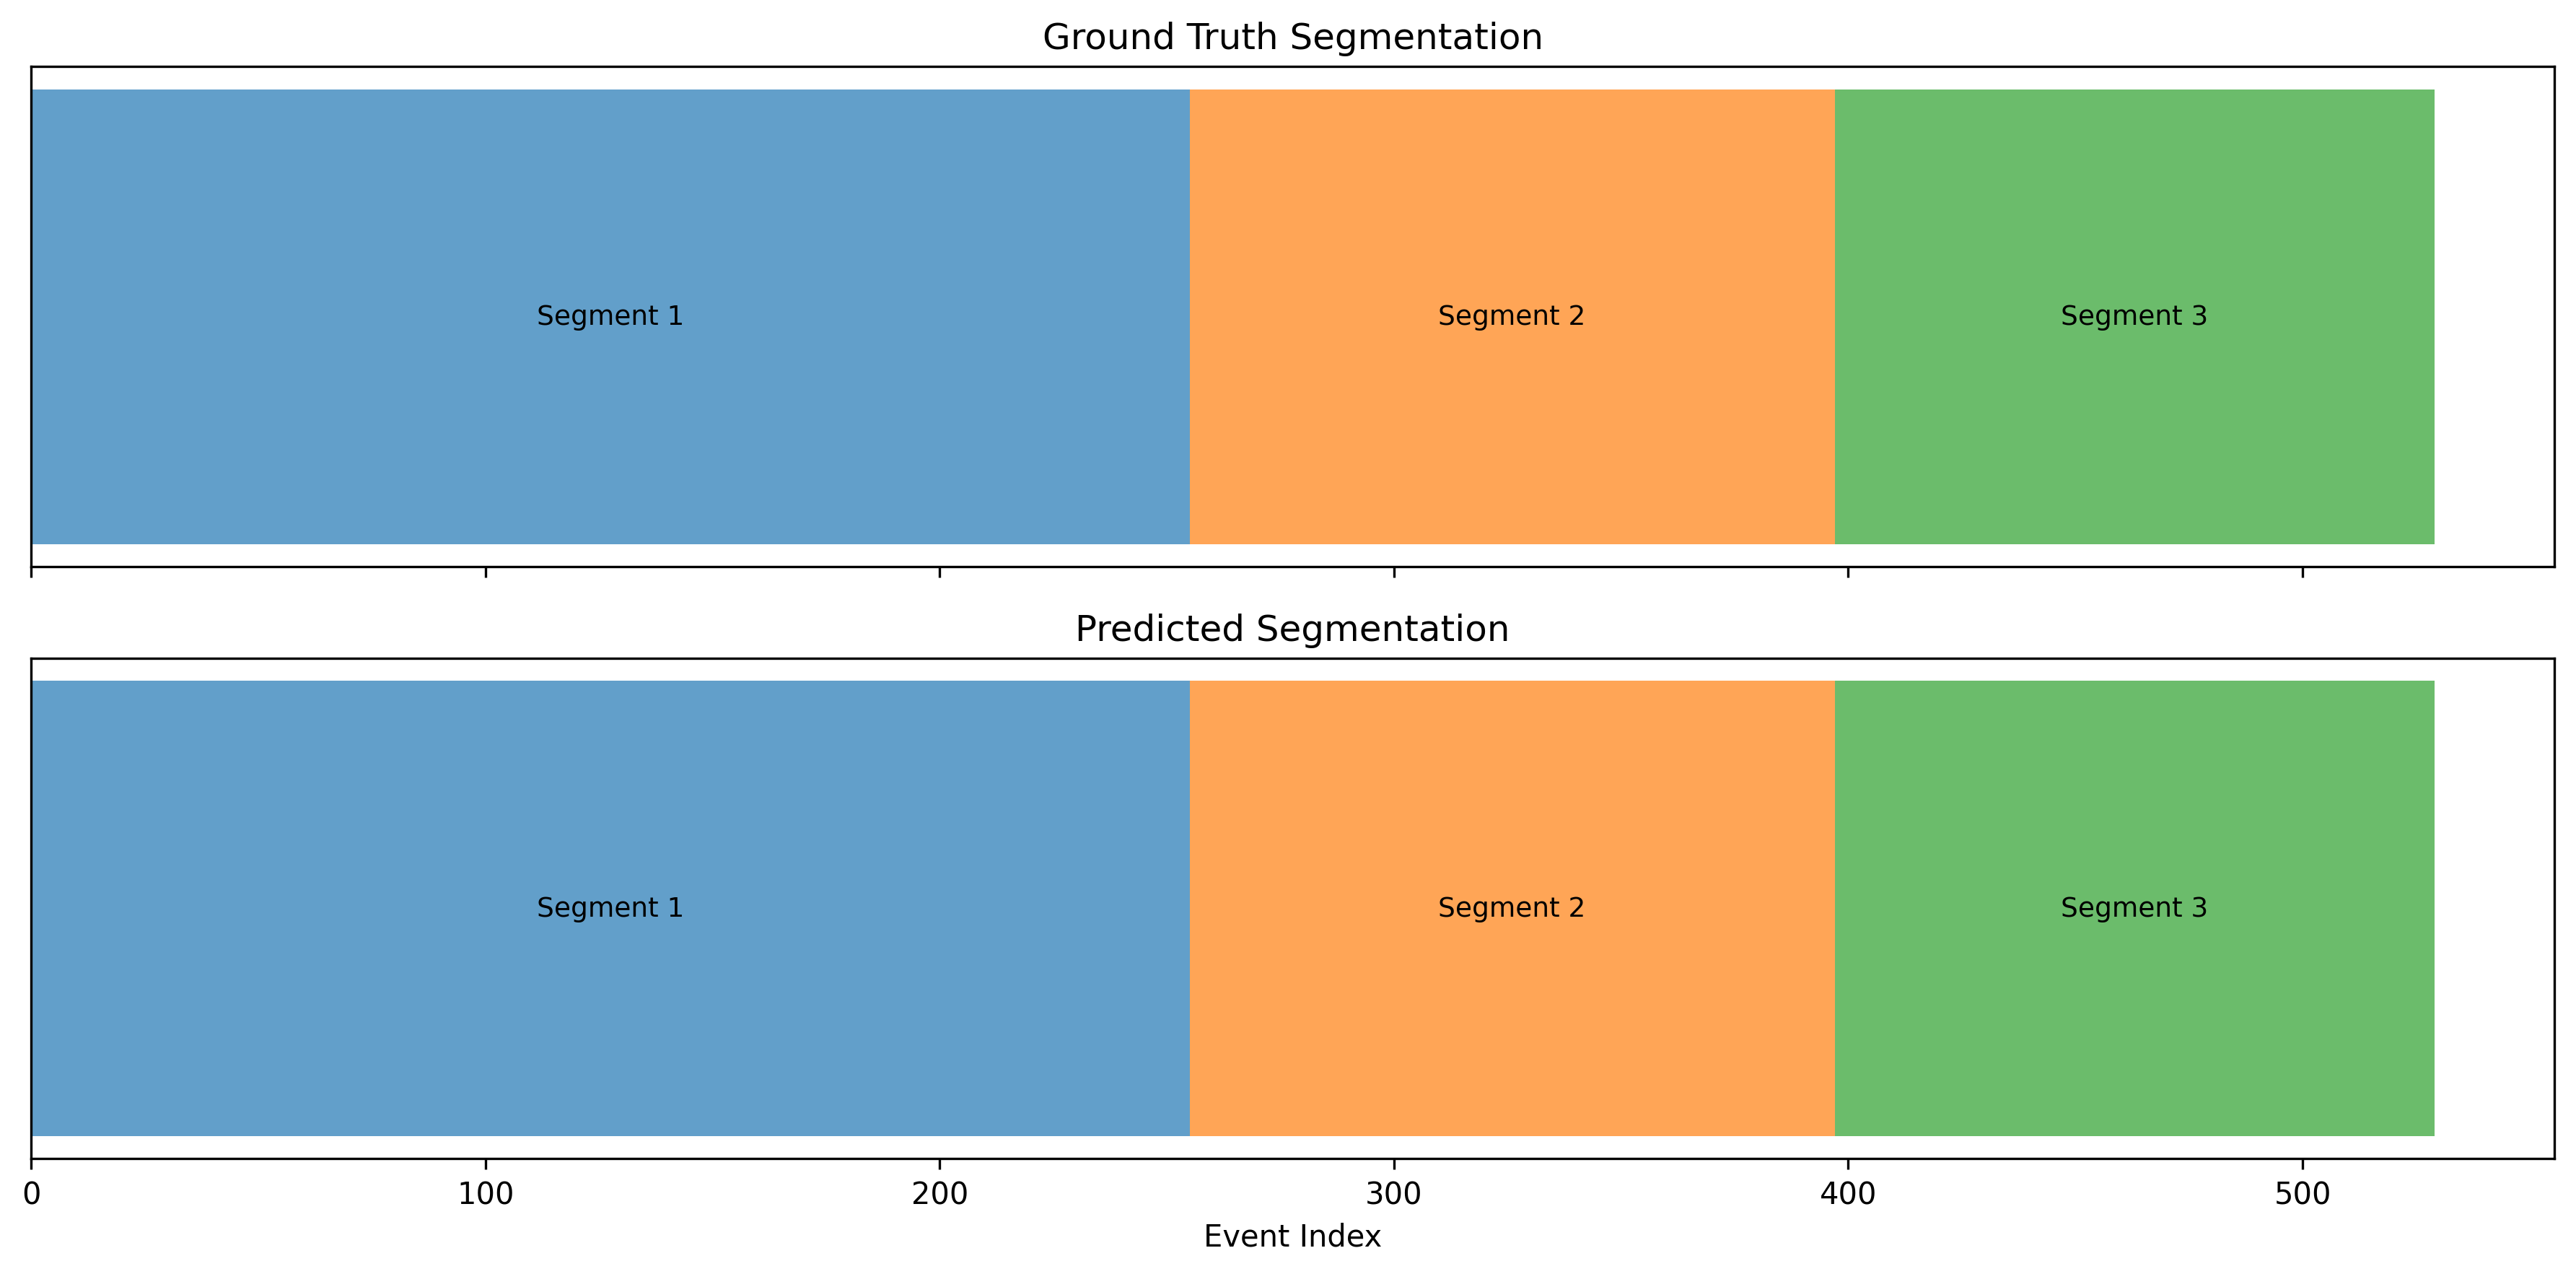 Ground Truth Segmentation
Segment 1 Segment 2 Segment 3
Predicted Segmentation
Segment 1 Segment 2 Segment 3
0 100 200 300 400 500
Event Index